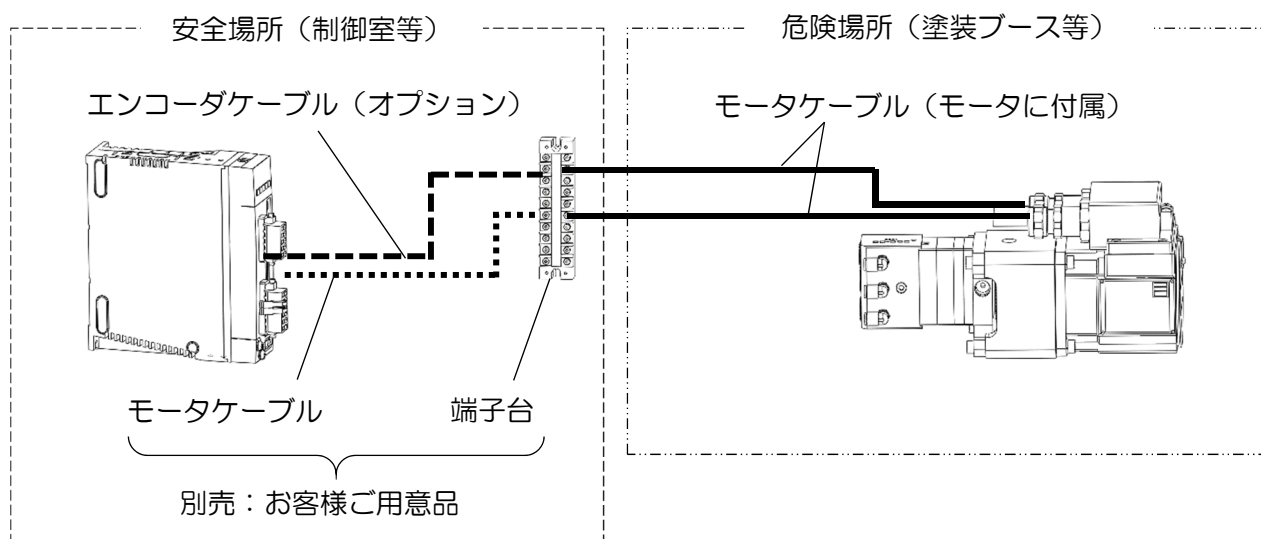 安全場所（制御室等）
危険場所（塗装ブース等）
エンコーダケーブル（オプション）
モータケーブル（モータに付属）
モータケーブル
端子台
別売：お客様ご用意品